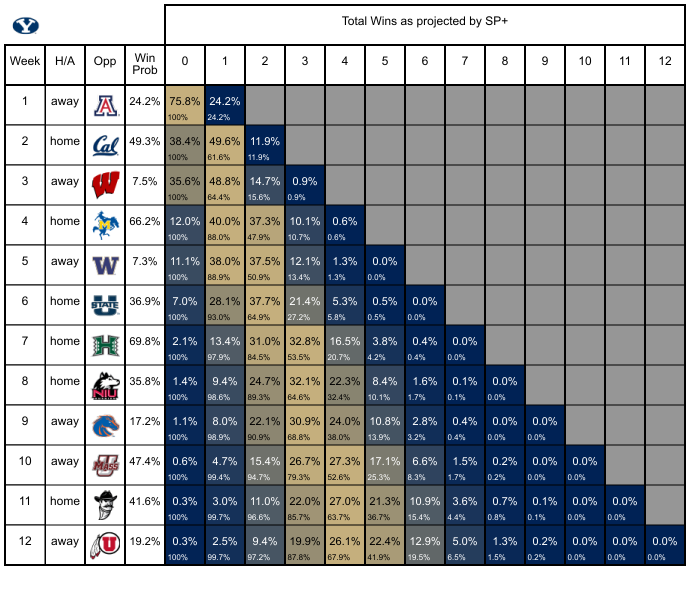 Total Wins as projected by SP+
Week H/A Opp Win Prob 0 1 2 3 4 5 6 7 8 9 10 11 12
1 away A 24.2% 75.8% 24.2%
100% 24.2%
2 home Cal 49.3% 38.4% 49.6% 11.9%
100% 61.6% 11.9%
3 away W 7.5% 35.6% 48.8% 14.7% 0.9%
100% 64.4% 15.6% 0.9%
4 home M 66.2% 12.0% 40.0% 37.3% 10.1% 0.6%
100% 88.0% 47.9% 10.7% 0.6%
5 away W 7.3% 11.1% 38.0% 37.5% 12.1% 1.3% 0.0%
100% 88.9% 50.9% 13.4% 1.3% 0.0%
6 home U STATE 36.9% 7.0% 28.1% 37.7% 21.4% 5.3% 0.5% 0.0%
100% 93.0% 64.9% 27.2% 5.8% 0.5% 0.0%
7 home H 69.8% 2.1% 13.4% 31.0% 32.8% 16.5% 3.8% 0.4% 0.0%
100% 97.9% 84.5% 53.5% 20.7% 4.2% 0.4% 0.0%
8 home NIU 35.8% 1.4% 9.4% 24.7% 32.1% 22.3% 8.4% 1.6% 0.1% 0.0%
100% 98.6% 89.3% 64.6% 32.4% 10.1% 1.7% 0.1% 0.0%
9 away 17.2% 1.1% 8.0% 22.1% 30.9% 24.0% 10.8% 2.8% 0.4% 0.0% 0.0%
100% 98.9% 90.9% 68.8% 38.0% 13.9% 3.2% 0.4% 0.0% 0.0%
10 away UMass 47.4% 0.6% 4.7% 15.4% 26.7% 27.3% 17.1% 6.6% 1.5% 0.2% 0.0% 0.0%
100% 99.4% 94.7% 79.3% 52.6% 25.3% 8.3% 1.7% 0.2% 0.0% 0.0%
11 home 41.6% 0.3% 3.0% 11.0% 22.0% 27.0% 21.3% 10.9% 3.6% 0.7% 0.1% 0.0% 0.0%
100% 99.7% 96.6% 85.7% 63.7% 36.7% 15.4% 4.4% 0.8% 0.1% 0.0% 0.0%
12 away U 19.2% 0.3% 2.5% 9.4% 19.9% 26.1% 22.4% 12.9% 5.0% 1.3% 0.2% 0.0% 0.0% 0.0%
100% 99.7% 97.2% 87.8% 67.9% 41.9% 19.5% 6.5% 1.5% 0.2% 0.0% 0.0% 0.0%